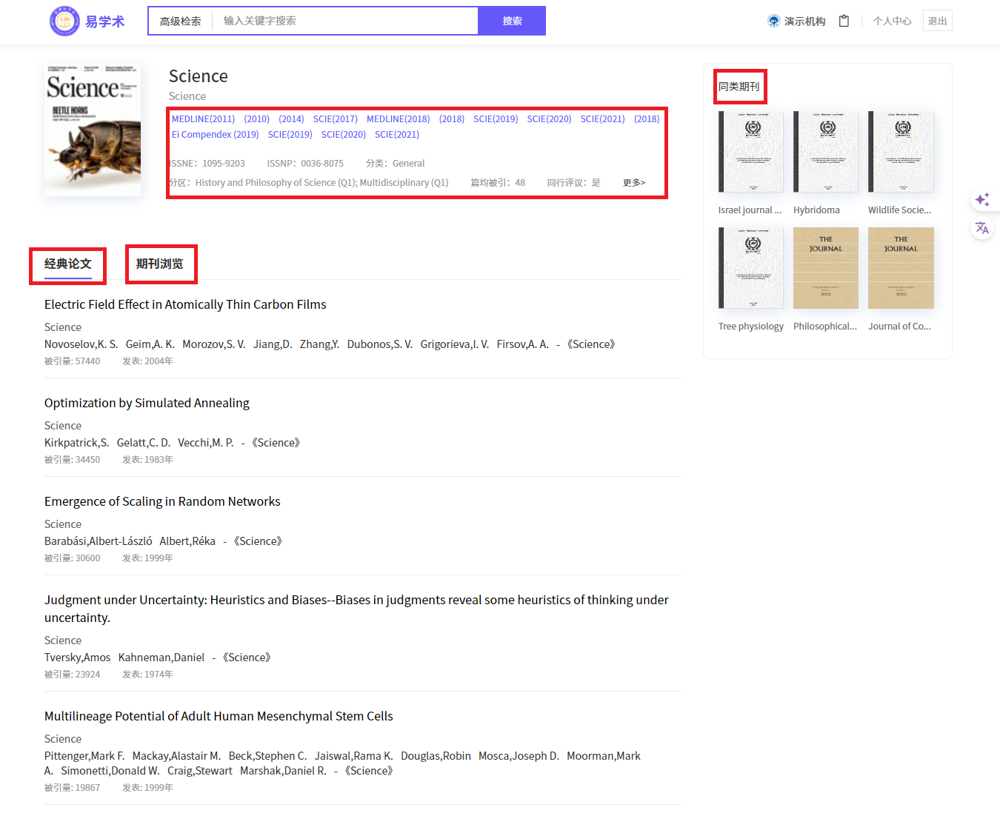 易学术
高级检索 输入关键字搜索 搜索
演示机构 个人中心 退出
Science
BEETLE HORNS
Science
Science
MEDLINE(2011) (2010) (2014) SCIE(2017) MEDLINE(2018) (2018) SCIE(2019) SCIE(2020) SCIE(2021) (2018)
Ei Compendex (2019) SCIE(2019) SCIE(2020) SCIE(2021)
ISSNE：1095-9203 ISSNP：0036-8075 分类：General
分区：History and Philosophy of Science (Q1); Multidisciplinary (Q1) 篇均被引：48 同行评议：是 更多>
同类期刊
Israel journal ... Hybridoma Wildlife Socie...
THE JOURNAL
2022
THE JOURNAL
2022
Tree physiology Philosophical... Journal of Co...
经典论文 期刊浏览
Electric Field Effect in Atomically Thin Carbon Films
Science
Novoselov,K. S. Geim,A. K. Morozov,S. V. Jiang,D. Zhang,Y. Dubonos,S. V. Grigorieva,I. V. Firsov,A. A. -《Science》
被引量: 57440 发表: 2004年
Optimization by Simulated Annealing
Science
Kirkpatrick,S. Gelatt,C. D. Vecchi,M. P. -《Science》
被引量: 34450 发表: 1983年
Emergence of Scaling in Random Networks
Science
Barabási,Albert-László Albert,Réka -《Science》
被引量: 30600 发表: 1999年
Judgment under Uncertainty: Heuristics and Biases--Biases in judgments reveal some heuristics of thinking under
uncertainty.
Science
Tversky,Amos Kahneman,Daniel -《Science》
被引量: 23924 发表: 1974年
Multilineage Potential of Adult Human Mesenchymal Stem Cells
Science
Pittenger,Mark F. Mackay,Alastair M. Beck,Stephen C. Jaiswal,Rama K. Douglas,Robin Mosca,Joseph D. Moorman,Mark
A. Simonetti,Donald W. Craig,Stewart Marshak,Daniel R. -《Science》
被引量: 19867 发表: 1999年